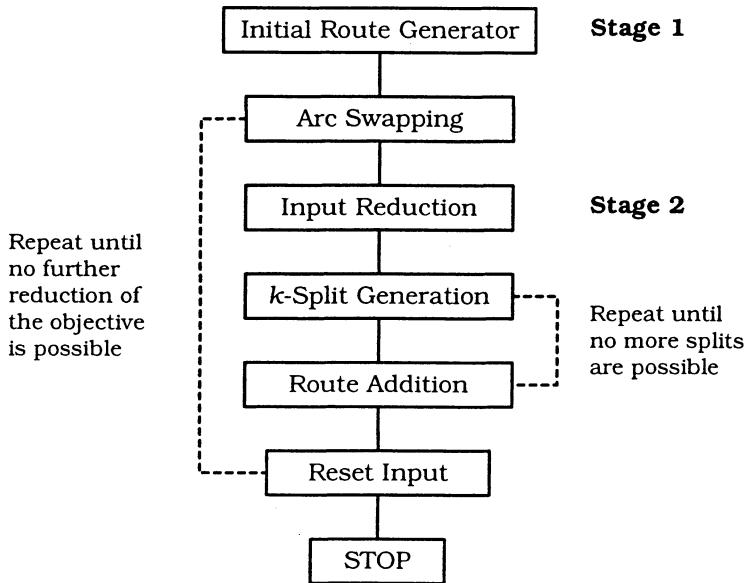 Initial Route Generator
Stage 1
Arc Swapping
Input Reduction
Stage 2
Repeat until
no further
reduction of
the objective
is possible
k-Split Generation
Repeat until
no more splits
are possible
Route Addition
Reset Input
STOP